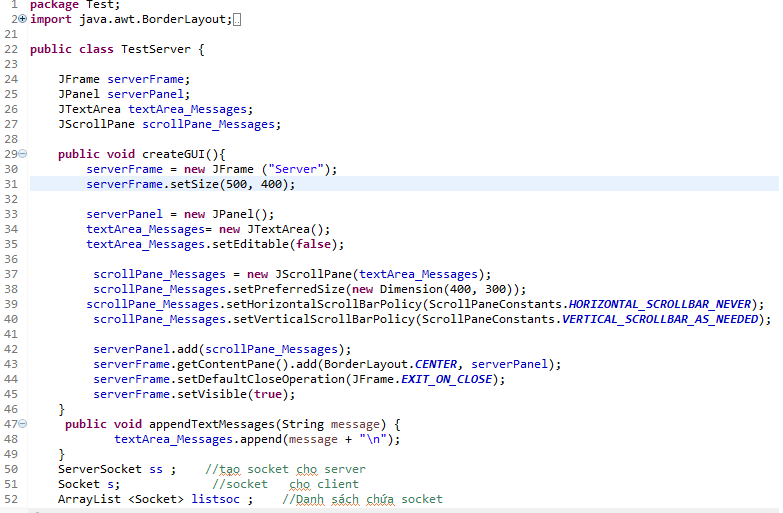 1 package Test;
2 import java.awt.BorderLayout;
21
22 public class TestServer {
23
24 JFrame serverFrame;
25 JPanel serverPanel;
26 JTextArea textArea_Messages;
27 JScrollPane scrollPane_Messages;
28
29 public void createGUI(){
30 serverFrame = new JFrame ("Server");
31 serverFrame.setSize(500, 400);
32
33 serverPanel = new JPanel();
34 textArea_Messages= new JTextArea();
35 textArea_Messages.setEditable(false);
36
37 scrollPane_Messages = new JScrollPane(textArea_Messages);
38 scrollPane_Messages.setPreferredSize(new Dimension(400, 300));
39 scrollPane_Messages.setHorizontalScrollBarPolicy(ScrollPaneConstants.HORIZONTAL_SCROLLBAR_NEVER);
40 scrollPane_Messages.setVerticalScrollBarPolicy(ScrollPaneConstants.VERTICAL_SCROLLBAR_AS_NEEDED);
41
42 serverPanel.add(scrollPane_Messages);
43 serverFrame.getContentPane().add(BorderLayout.CENTER, serverPanel);
44 serverFrame.setDefaultCloseOperation(JFrame.EXIT_ON_CLOSE);
45 serverFrame.setVisible(true);
46 }
47 public void appendTextMessages(String message) {
48 textArea_Messages.append(message + "\n");
49 }
50 ServerSocket ss ; //tạo socket cho server
51 Socket s; //socket cho client
52 ArrayList <Socket> listsoc ; //Danh sách chứa socket